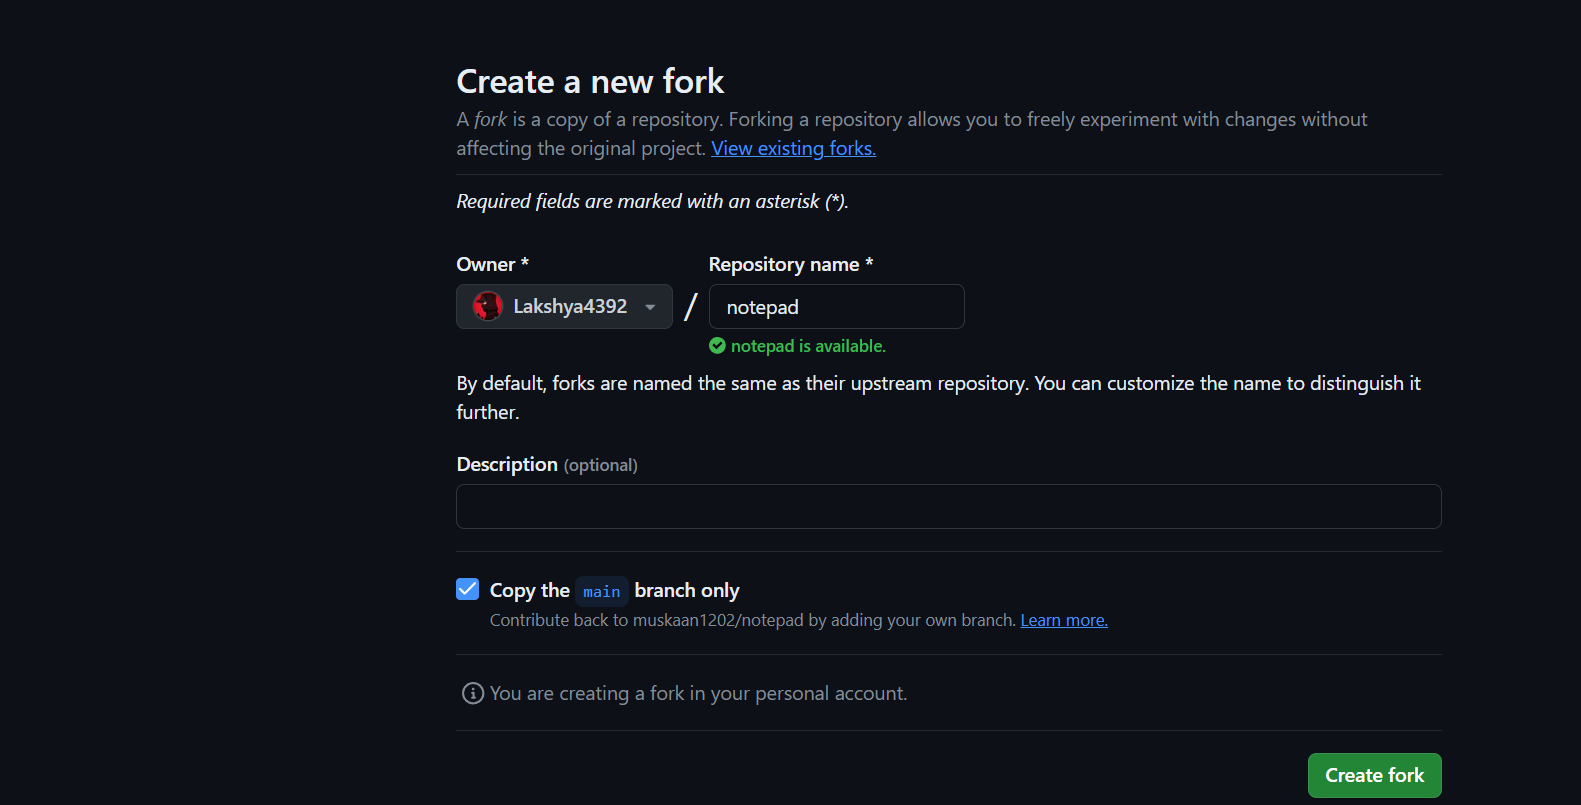 Create a new fork
A fork is a copy of a repository. Forking a repository allows you to freely experiment with changes without
affecting the original project. View existing forks.
Required fields are marked with an asterisk (*).
Owner *
Repository name *
Lakshya4392
/
notepad
notepad is available.
By default, forks are named the same as their upstream repository. You can customize the name to distinguish it
further.
Description (optional)
Copy the main branch only
Contribute back to muskaan1202/notepad by adding your own branch. Learn more.
You are creating a fork in your personal account.
Create fork